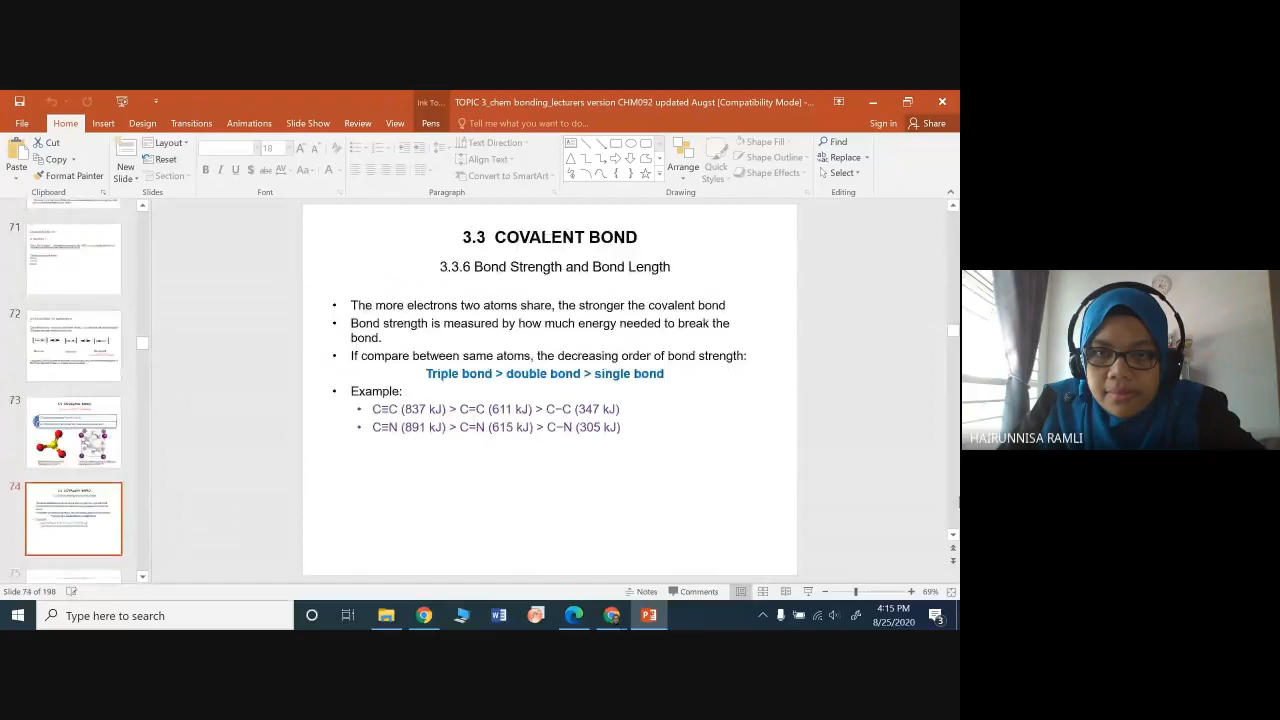 Ink To...
TOPIC 3_chem bonding_lecturers version CHM092 updated Augst [Compatibility Mode] -...
File Home Insert Design Transitions Animations Slide Show Review View Pens Tell me what you want to do... Sign in Share
Paste
Cut
Copy
Format Painter
Clipboard
New Slide
Layout
Reset
Section
Slides
18
B I U S abc AV Aa A
Font
Text Direction
Align Text
Convert to SmartArt
Paragraph
Arrange
Quick Styles
Shape Fill
Shape Outline
Shape Effects
Drawing
Find
Replace
Select
Editing
71
72
73
74
75
3.3 COVALENT BOND
3.3.6 Bond Strength and Bond Length
• The more electrons two atoms share, the stronger the covalent bond
• Bond strength is measured by how much energy needed to break the
bond.
• If compare between same atoms, the decreasing order of bond strength:
Triple bond > double bond > single bond
• Example:
• C≡C (837 kJ) > C=C (611 kJ) > C−C (347 kJ)
• C≡N (891 kJ) > C=N (615 kJ) > C−N (305 kJ)
HAIRUNNISA RAMLI
Slide 74 of 198 Notes Comments 69%
Type here to search
4:15 PM
8/25/2020
3